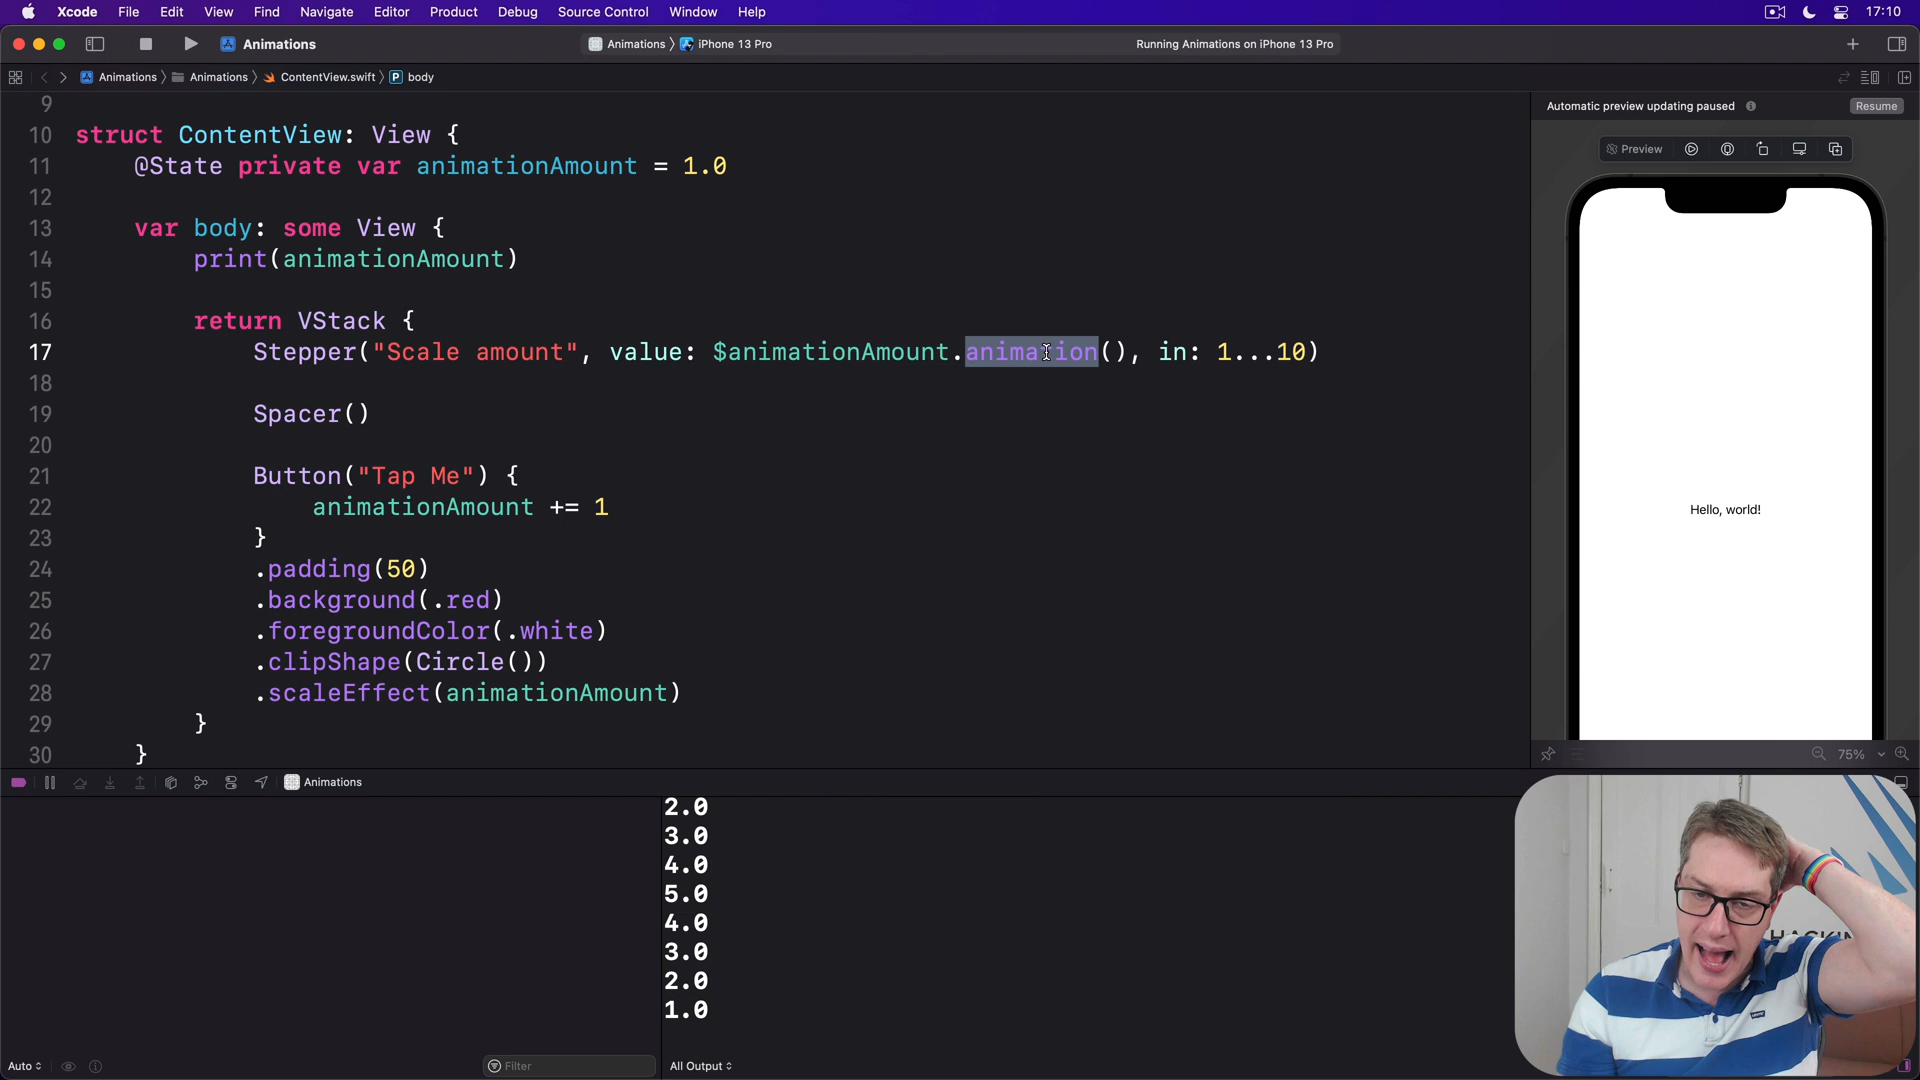 Xcode File Edit View Find Navigate Editor Product Debug Source Control Window Help 17:10
Animations Animations iPhone 13 Pro Running Animations on iPhone 13 Pro
Animations Animations ContentView.swift P body
Automatic preview updating paused Resume
Preview
9
10 struct ContentView: View {
11 @State private var animationAmount = 1.0
12
13 var body: some View {
14 print(animationAmount)
15
16 return VStack {
17 Stepper("Scale amount", value: $animationAmount.animation(), in: 1...10)
18
19 Spacer()
20
21 Button("Tap Me") {
22 animationAmount += 1
23 }
24 .padding(50)
25 .background(.red)
26 .foregroundColor(.white)
27 .clipShape(Circle())
28 .scaleEffect(animationAmount)
29 }
30 }
Hello, world!
75%
Animations
2.0
3.0
4.0
5.0
4.0
3.0
2.0
1.0
Auto Filter All Output